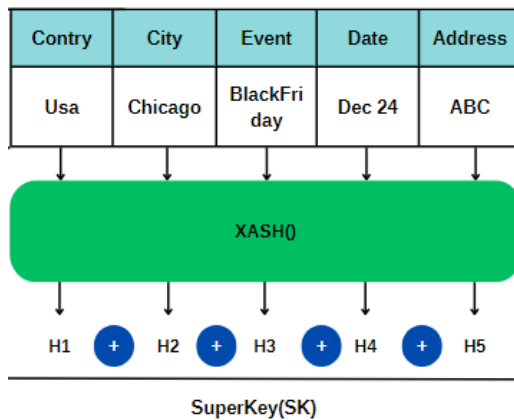 Contry City Event Date Address
Usa Chicago BlackFri
day Dec 24 ABC
XASH()
H1 + H2 + H3 + H4 + H5
SuperKey(SK)